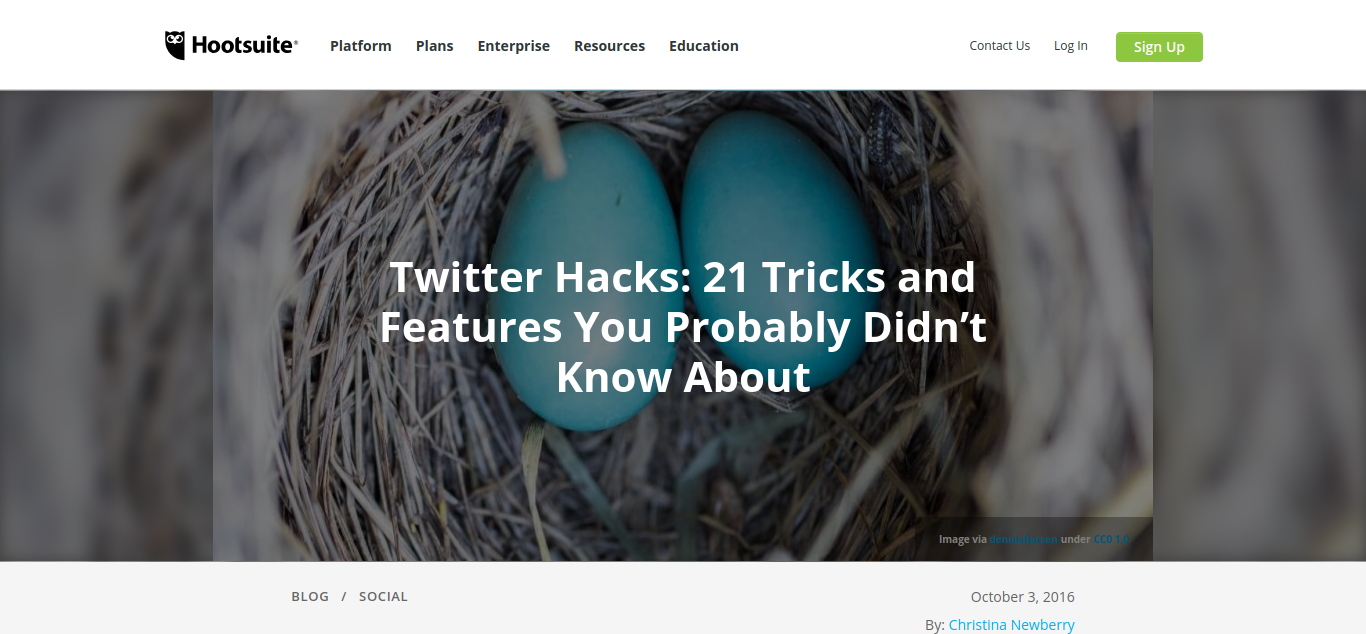 Hootsuite®
Platform Plans Enterprise Resources Education
Contact Us Log In Sign Up
Twitter Hacks: 21 Tricks and
Features You Probably Didn’t
Know About
Image via under CC0 1.0
BLOG / SOCIAL
October 3, 2016
By: Christina Newberry